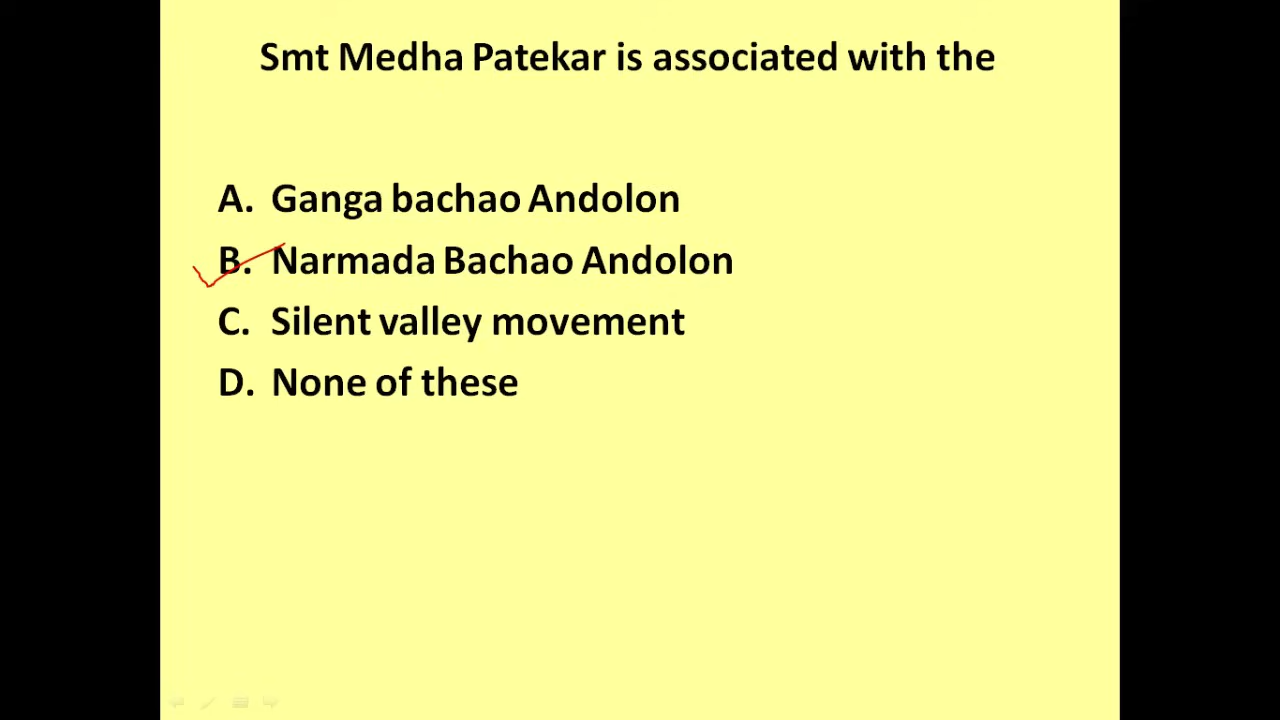 Smt Medha Patekar is associated with the
A. Ganga bachao Andolon
B. Narmada Bachao Andolon
C. Silent valley movement
D. None of these